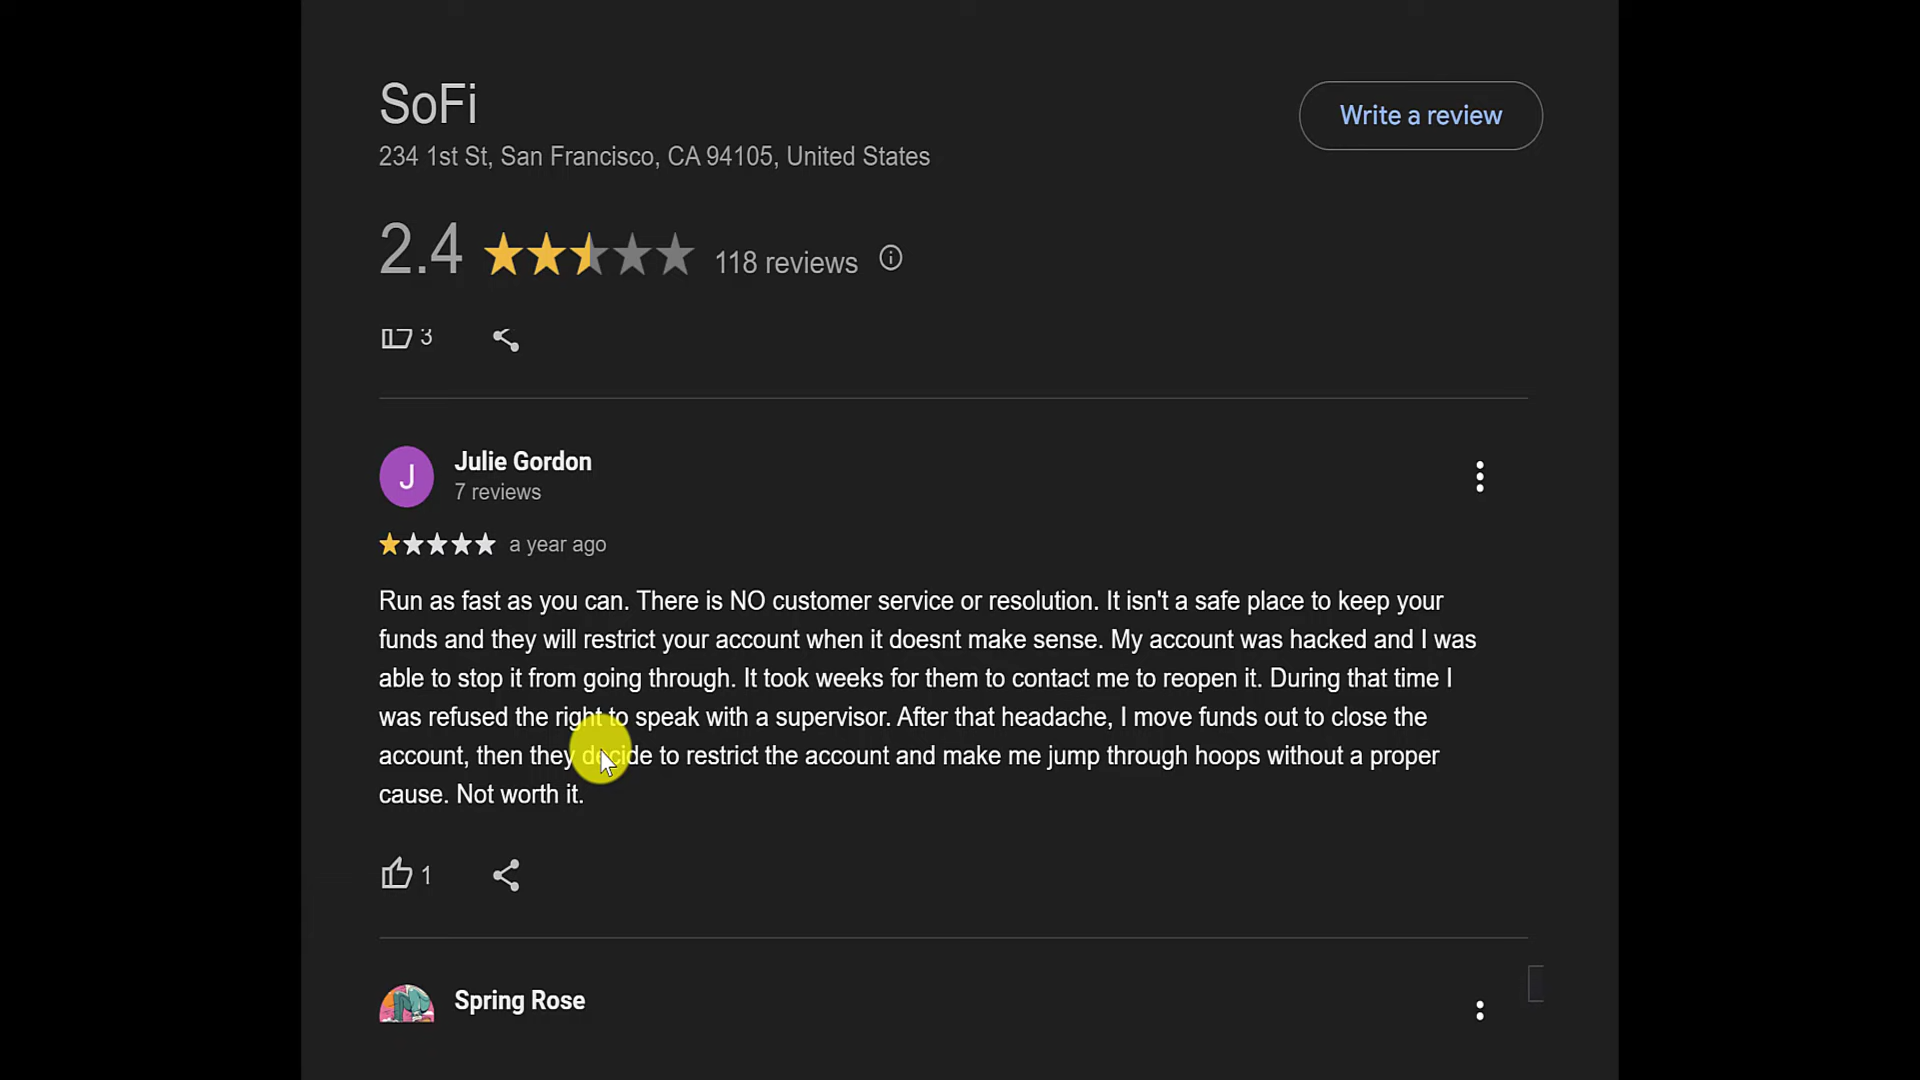 SoFi
Write a review
234 1st St, San Francisco, CA 94105, United States
2.4 118 reviews
3
J
Julie Gordon
7 reviews
a year ago
Run as fast as you can. There is NO customer service or resolution. It isn't a safe place to keep your
funds and they will restrict your account when it doesnt make sense. My account was hacked and I was
able to stop it from going through. It took weeks for them to contact me to reopen it. During that time I
was refused the right to speak with a supervisor. After that headache, I move funds out to close the
account, then they decide to restrict the account and make me jump through hoops without a proper
cause. Not worth it.
1
Spring Rose